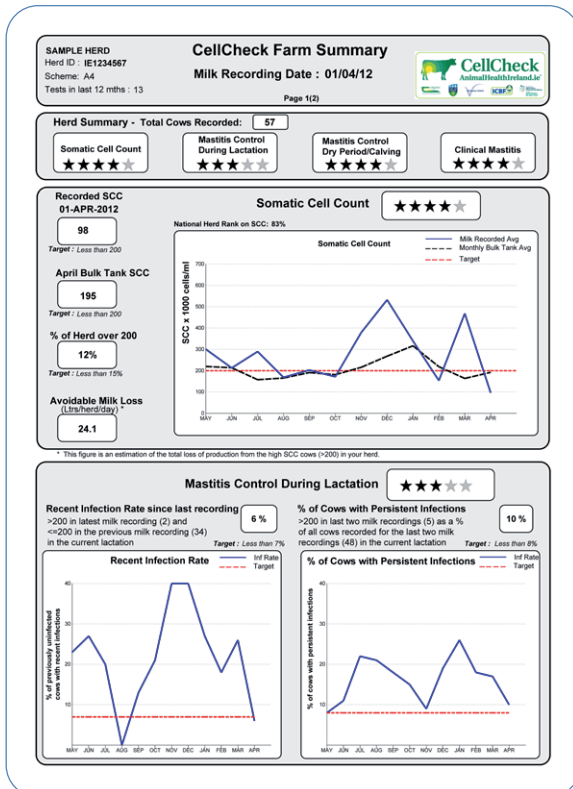 SAMPLE HERD
Herd ID : IE1234567
Scheme: A4
Tests in last 12 mths : 13
CellCheck Farm Summary
Milk Recording Date : 01/04/12
Page 1(2)
CellCheck
AnimalHealthIreland.ie
ICBF
Herd Summary - Total Cows Recorded: 57
Somatic Cell Count
Mastitis Control
During Lactation
Mastitis Control
Dry Period/Calving
Clinical Mastitis
Recorded SCC
01-APR-2012
98
Target : Less than 200
April Bulk Tank SCC
195
Target : Less than 200
% of Herd over 200
12%
Target : Less than 15%
Avoidable Milk Loss
(Ltrs/herd/day) *
24.1
Somatic Cell Count
National Herd Rank on SCC: 83%
Somatic Cell Count
Milk Recorded Avg
Monthly Bulk Tank Avg
Target
SCC x 1000 cells/ml
700
600
500
400
300
200
100
0
MAY JUN JUL AUG SEP OCT NOV DEC JAN FEB MAR APR
* This figure is an estimation of the total loss of production from the high SCC cows (>200) in your herd.
Mastitis Control During Lactation
Recent Infection Rate since last recording
>200 in latest milk recording (2) and
<=200 in the previous milk recording (34)
in the current lactation
6 %
Target : Less than 7%
Recent Infection Rate
Inf Rate
Target
% of previously uninfected
cows with recent infections
40
30
20
10
MAY JUN JUL AUG SEP OCT NOV DEC JAN FEB MAR APR
% of Cows with Persistent Infections
>200 in last two milk recordings (5) as a %
of all cows recorded for the last two milk
recordings (48) in the current lactation
10 %
Target : Less than 8%
% of Cows with Persistent Infections
Inf Rate
Target
% of cows with persistent infections
40
30
20
10
MAY JUN JUL AUG SEP OCT NOV DEC JAN FEB MAR APR